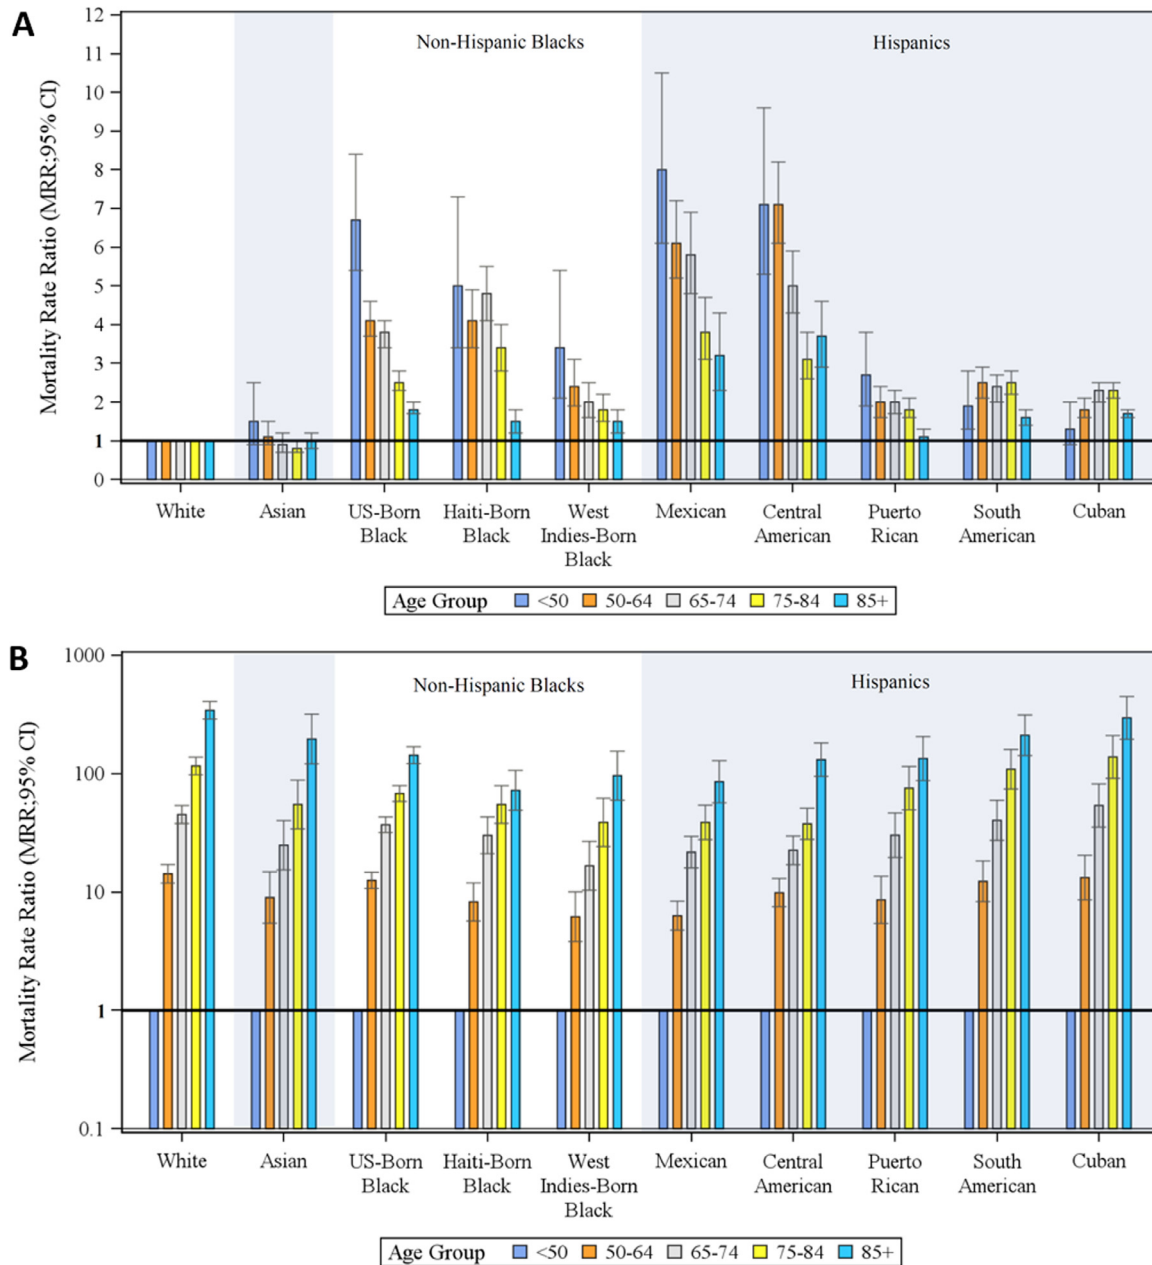 A
Mortality Rate Ratio (MRR;95% CI)
12
11
10
9
8
7
6
5
4
3
2
1
0
Non-Hispanic Blacks
Hispanics
White
Asian
US-Born
Black
Haiti-Born
Black
West
Indies-Born
Black
Mexican
Central
American
Puerto
Rican
South
American
Cuban
Age Group <50 50-64 65-74 75-84 85+
B
Mortality Rate Ratio (MRR;95% CI)
1000
100
10
1
0.1
Non-Hispanic Blacks
Hispanics
White
Asian
US-Born
Black
Haiti-Born
Black
West
Indies-Born
Black
Mexican
Central
American
Puerto
Rican
South
American
Cuban
Age Group <50 50-64 65-74 75-84 85+